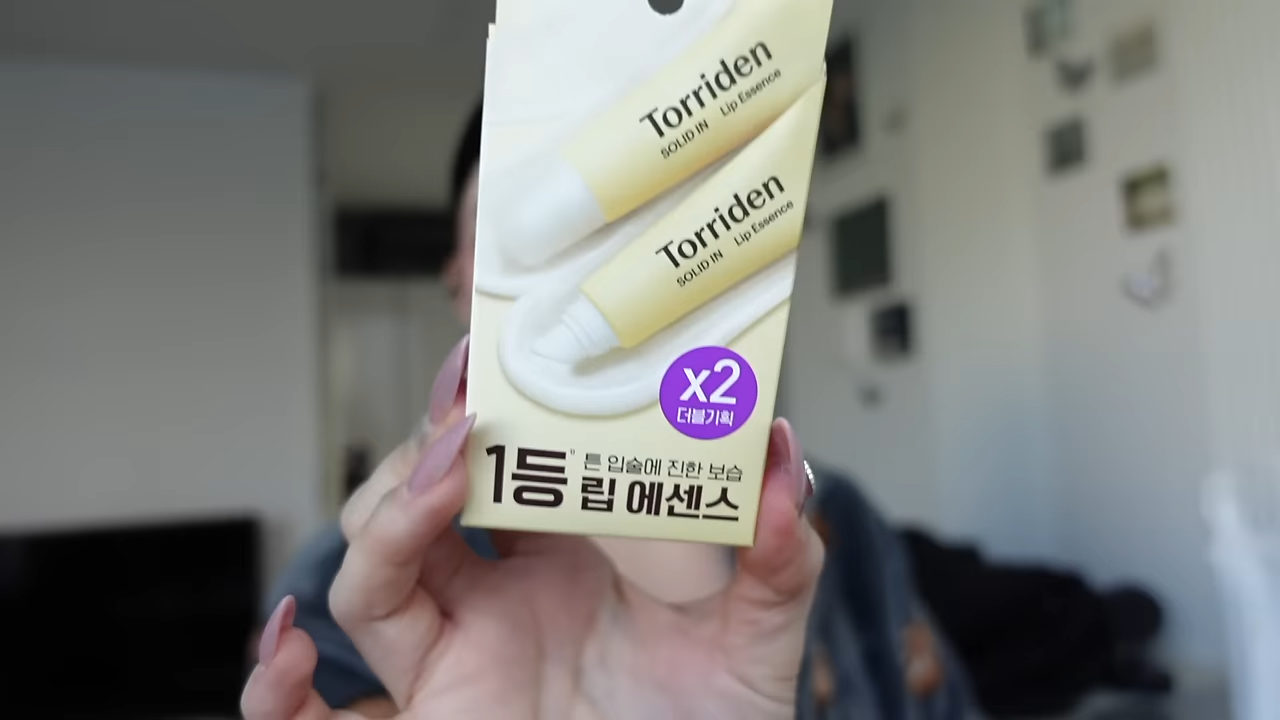 Torriden
SOLID IN Lip Essence
Torriden
SOLID IN Lip Essence
x2
더블기획
1등 튼 입술에 진한 보습
립 에센스